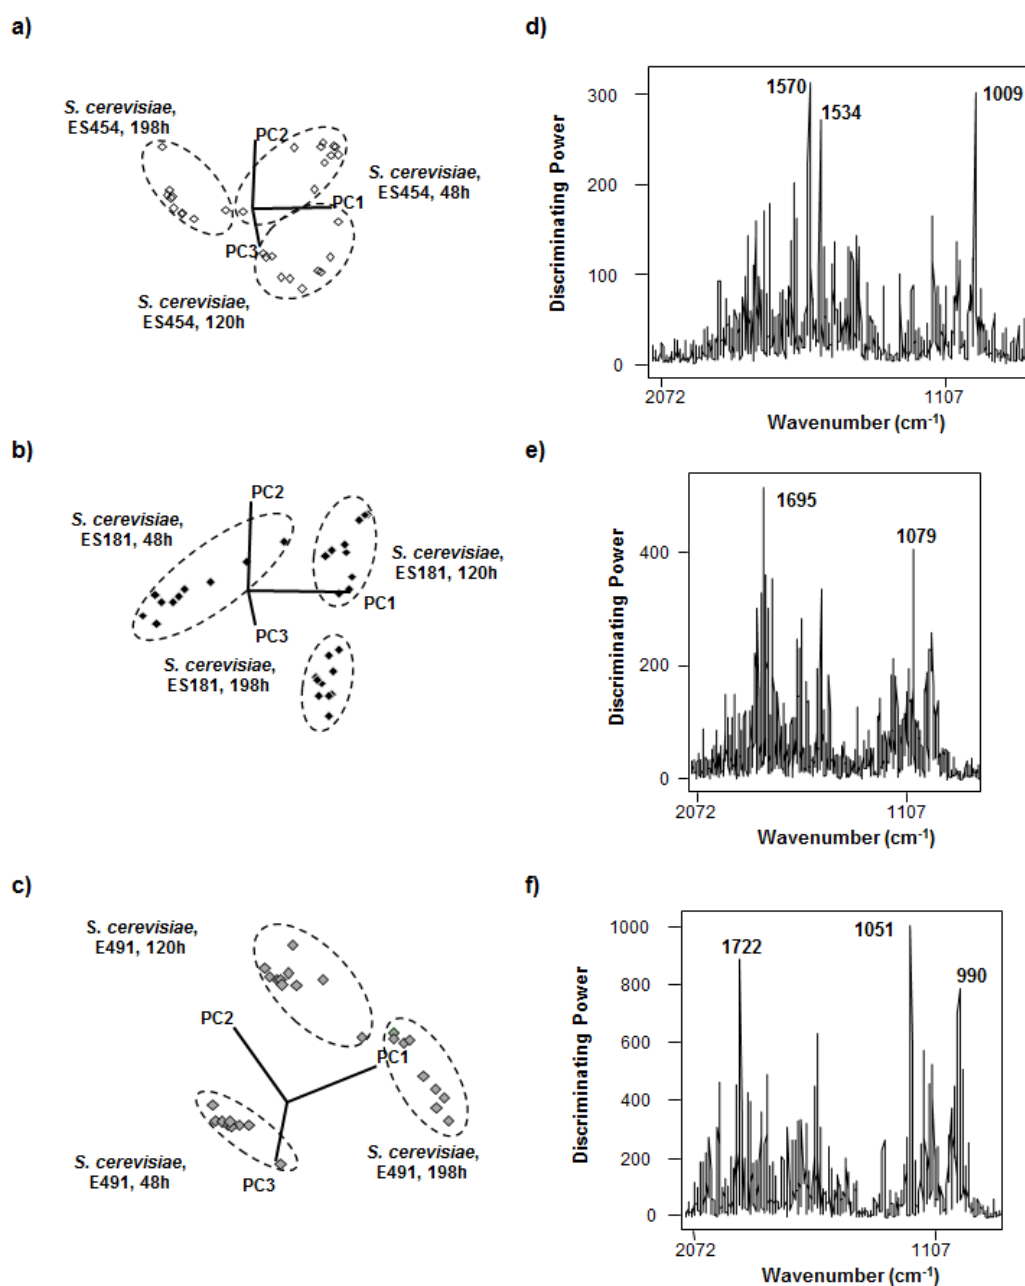 a)
S. cerevisiae,
ES454, 198h
PC2
S. cerevisiae,
ES454, 48h
PC1
PC3
S. cerevisiae,
ES454, 120h
d)
Discriminating Power
300
200
100
0
1570
1534
1009
2072
1107
Wavenumber (cm-1)
b)
PC2
S. cerevisiae,
ES181, 48h
S. cerevisiae,
ES181, 120h
PC1
PC3
S. cerevisiae,
ES181, 198h
e)
Discriminating Power
400
200
0
1695
1079
2072
1107
Wavenumber (cm-1)
c)
S. cerevisiae,
E491, 120h
PC2
PC1
S. cerevisiae,
E491, 48h
PC3
S. cerevisiae,
E491, 198h
f)
Discriminating Power
1000
800
600
400
200
0
1722
1051
990
2072
1107
Wavenumber (cm-1)